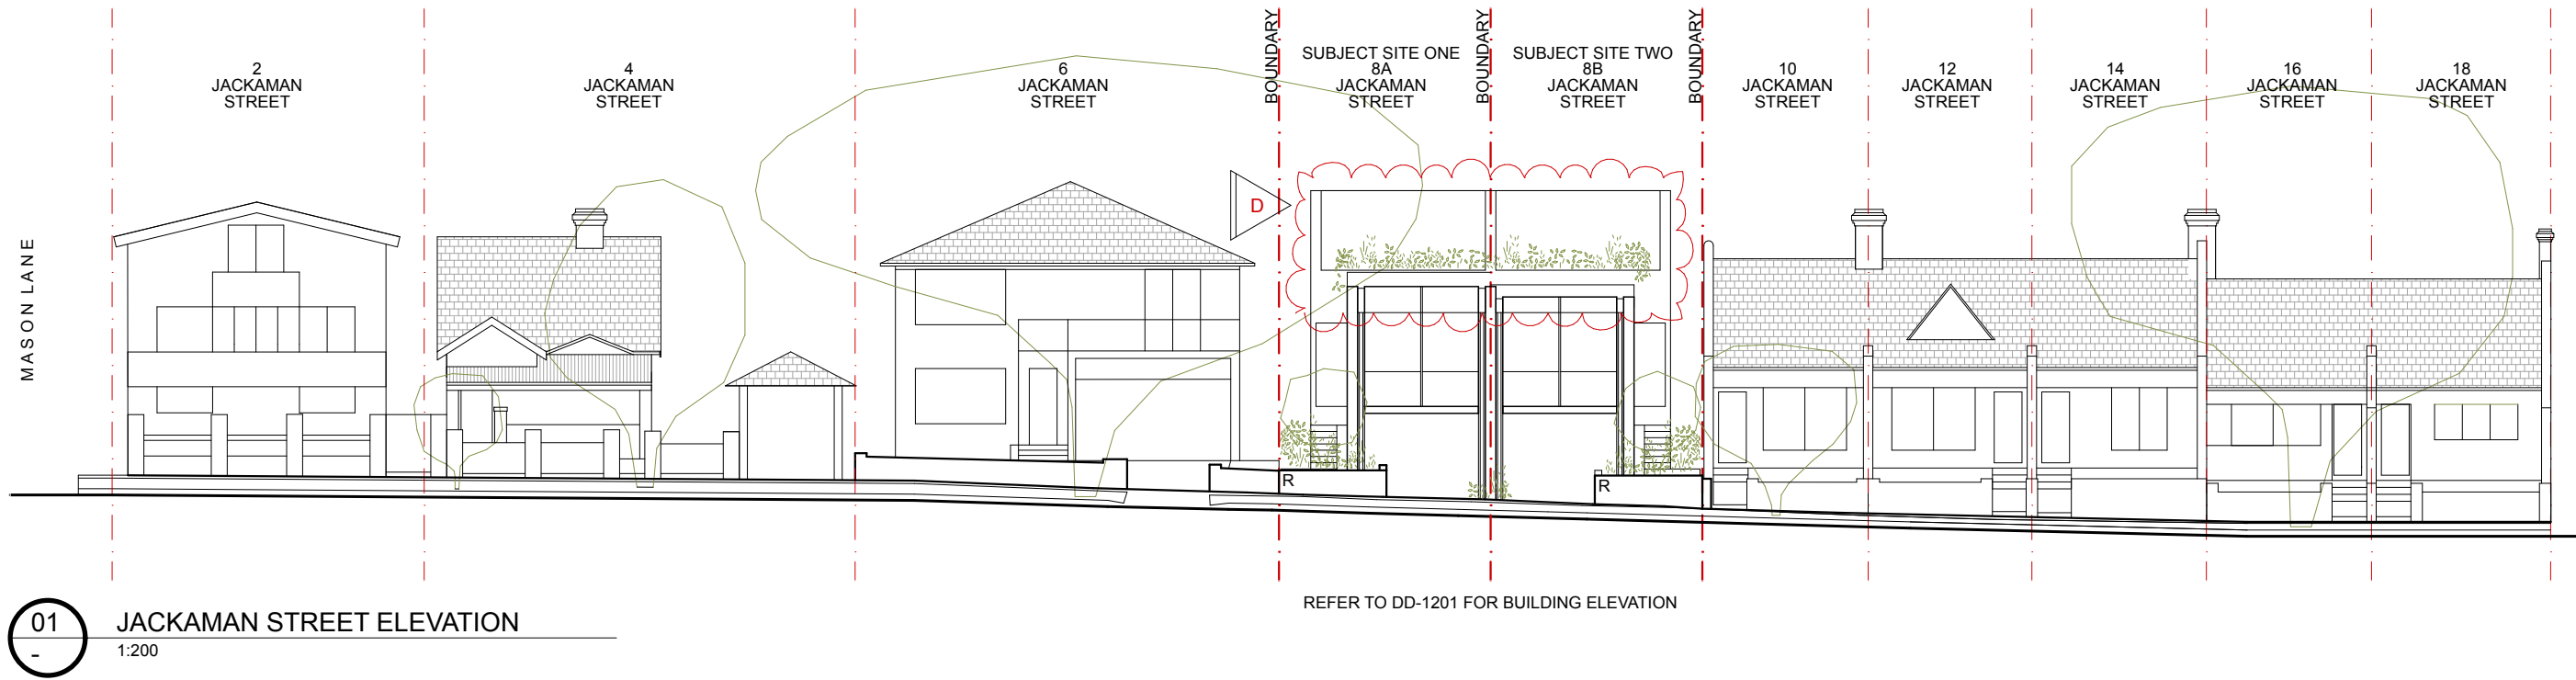 MASON LANE
2
JACKAMAN
STREET
4
JACKAMAN
STREET
6
JACKAMAN
STREET
BOUNDARY
SUBJECT SITE ONE
8A
JACKAMAN
STREET
BOUNDARY
SUBJECT SITE TWO
8B
JACKAMAN
STREET
BOUNDARY
10
JACKAMAN
STREET
12
JACKAMAN
STREET
14
JACKAMAN
STREET
16
JACKAMAN
STREET
18
JACKAMAN
STREET
D
R
R
REFER TO DD-1201 FOR BUILDING ELEVATION
01
-
JACKAMAN STREET ELEVATION
1:200